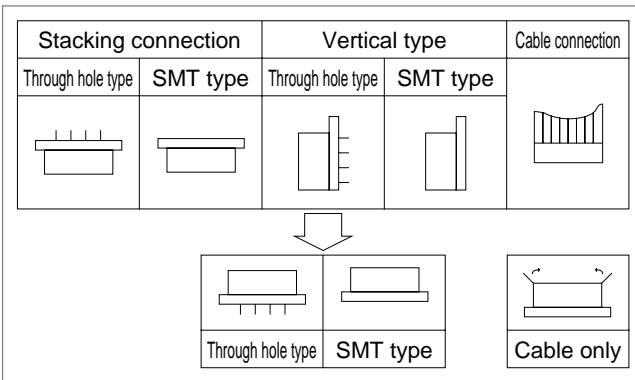 Stacking connection Vertical type Cable connection
Through hole type SMT type Through hole type SMT type
Through hole type SMT type Cable only